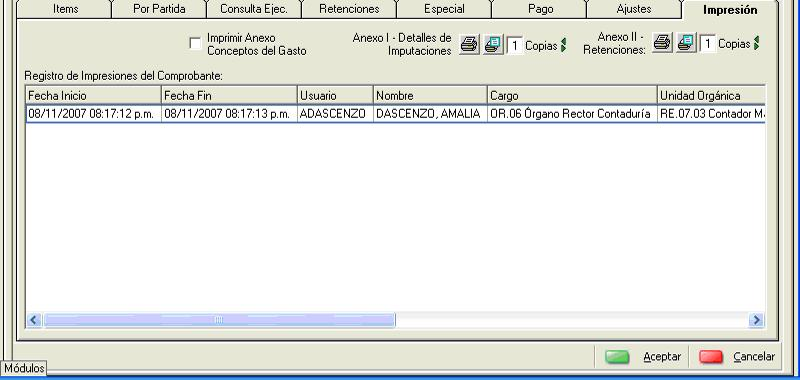 Items Por Partida Consulta Ejec. Retenciones Especial Pago Ajustes Impresión
Imprimir Anexo
Conceptos del Gasto
Anexo I - Detalles de
Imputaciones
1 Copias
Anexo II -
Retenciones:
1 Copias
Registro de Impresiones del Comprobante:
Fecha Inicio Fecha Fin Usuario Nombre Cargo Unidad Orgánica
08/11/2007 08:17:12 p.m. 08/11/2007 08:17:13 p.m. ADASCENZO DASCENZO, AMALIA OR.06 Órgano Rector Contaduría RE.07.03 Contador M
Aceptar Cancelar
Módulos